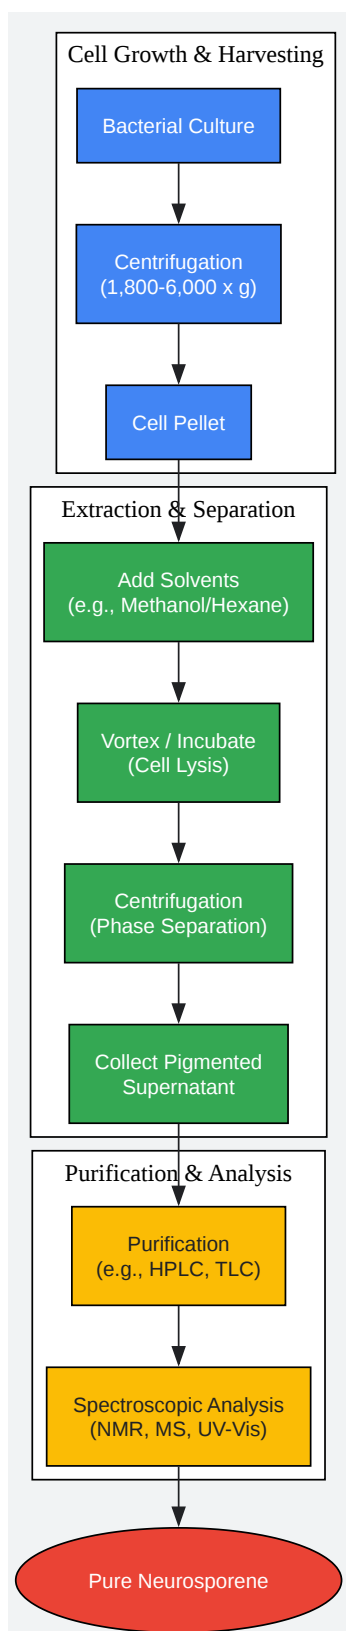 Cell Growth & Harvesting
Bacterial Culture
Centrifugation
(1,800-6,000 x g)
Cell Pellet
Extraction & Separation
Add Solvents
(e.g., Methanol/Hexane)
Vortex / Incubate
(Cell Lysis)
Centrifugation
(Phase Separation)
Collect Pigmented
Supernatant
Purification & Analysis
Purification
(e.g., HPLC, TLC)
Spectroscopic Analysis
(NMR, MS, UV-Vis)
Pure Neurosporene